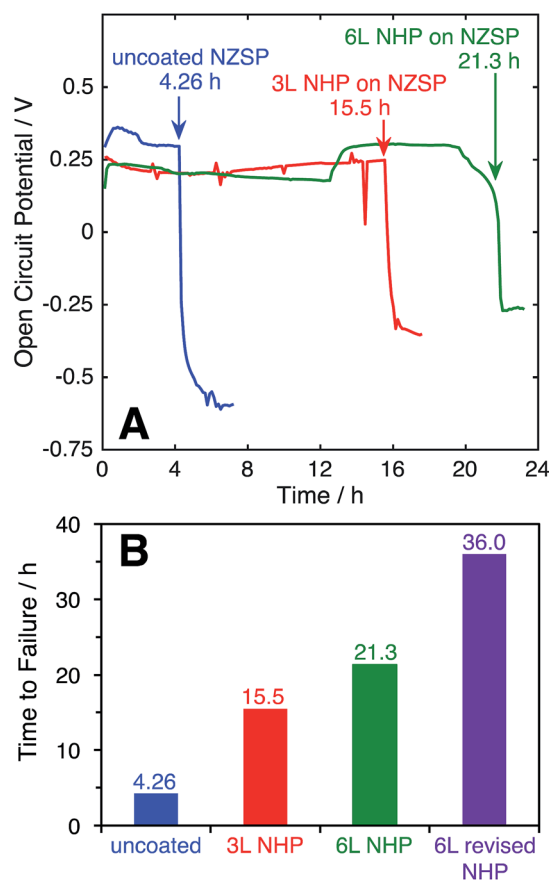 6L NHP on NZSP
21.3 h
uncoated NZSP
4.26 h
3L NHP on NZSP
15.5 h
Open Circuit Potential / V
0.5
0.25
0
-0.25
-0.5
-0.75
A
0 4 8 12 16 20 24
Time / h
B
Time to Failure / h
40
30
20
10
0
4.26
15.5
21.3
36.0
uncoated 3L NHP 6L NHP 6L revised
NHP